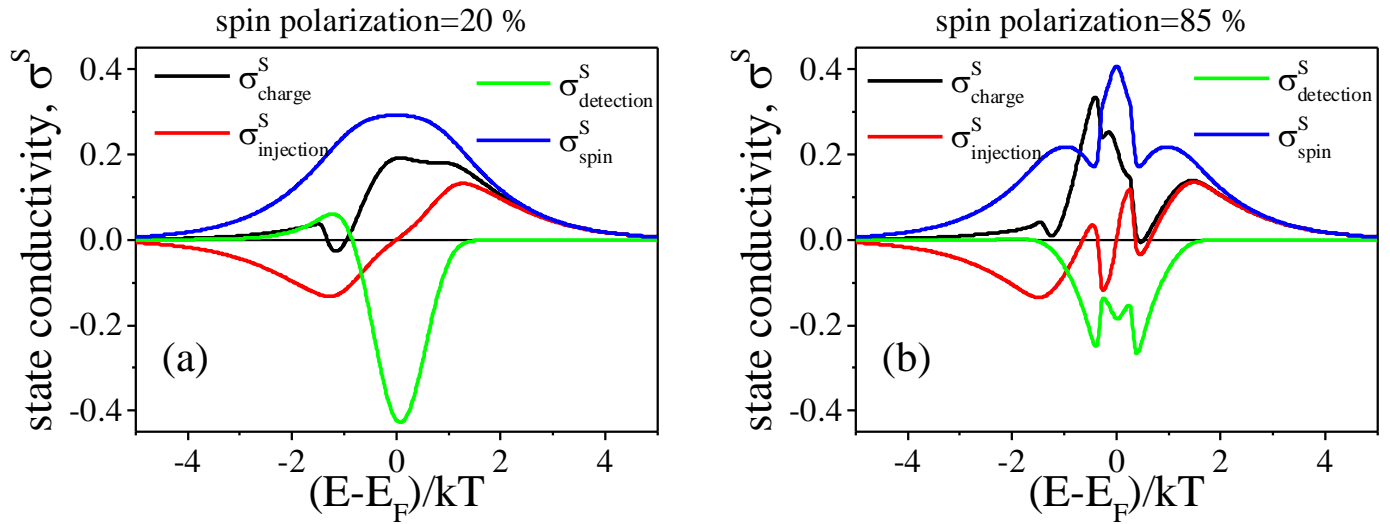 spin polarization=20 %
state conductivity, σ^S
0.4
0.2
0.0
-0.2
-0.4
σ^S_charge
σ^S_injection
σ^S_detection
σ^S_spin
(a)
-4 -2 0 2 4
(E-E_F)/kT
spin polarization=85 %
state conductivity, σ^S
0.4
0.2
0.0
-0.2
-0.4
σ^S_charge
σ^S_injection
σ^S_detection
σ^S_spin
(b)
-4 -2 0 2 4
(E-E_F)/kT